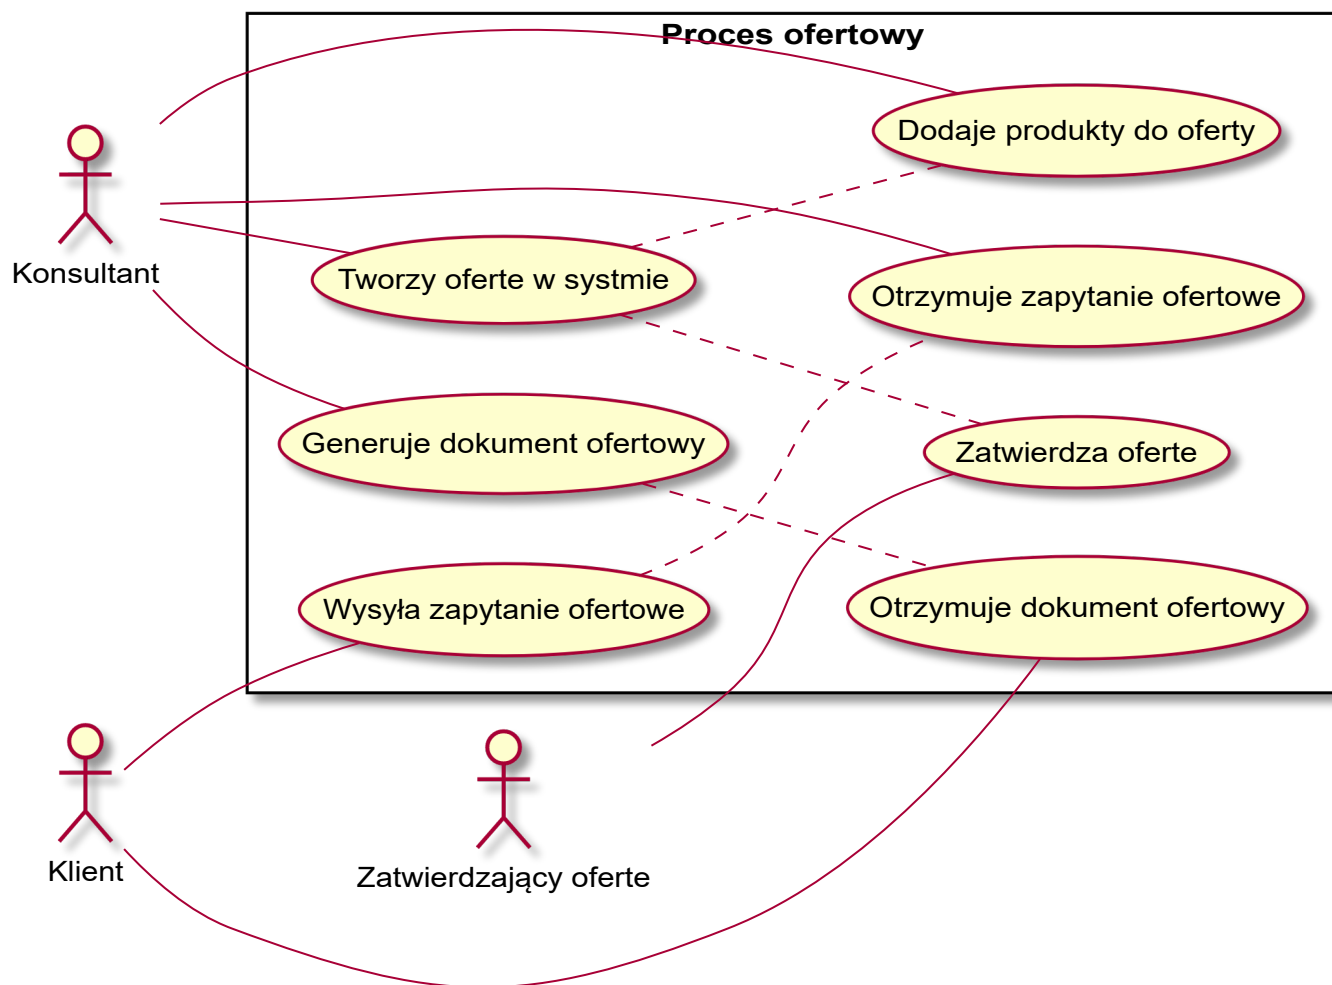 Proces ofertowy
Dodaje produkty do oferty
Konsultant
Tworzy oferte w systmie
Otrzymuje zapytanie ofertowe
Generuje dokument ofertowy
Zatwierdza oferte
Wysyła zapytanie ofertowe
Otrzymuje dokument ofertowy
Klient
Zatwierdzający oferte